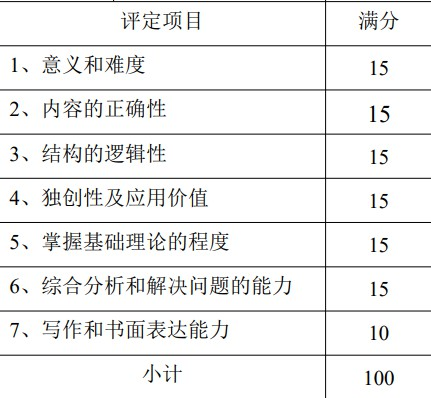 评定项目 满分
1、意义和难度 15
2、内容的正确性 15
3、结构的逻辑性 15
4、独创性及应用价值 15
5、掌握基础理论的程度 15
6、综合分析和解决问题的能力 15
7、写作和书面表达能力 10
小计 100